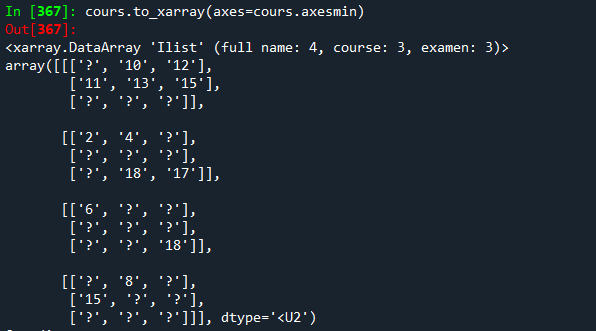 In [367]: cours.to_xarray(axes=cours.axesmin)
Out[367]:
<xarray.DataArray 'Ilist' (full name: 4, course: 3, examen: 3)>
array([[['?', '10', '12'],
        ['11', '13', '15'],
        ['?', '?', '?']],

       [['2', '4', '?'],
        ['?', '?', '?'],
        ['?', '18', '17']],

       [['6', '?', '?'],
        ['?', '?', '?'],
        ['?', '?', '18']],

       [['?', '8', '?'],
        ['15', '?', '?'],
        ['?', '?', '?']]], dtype='<U2')